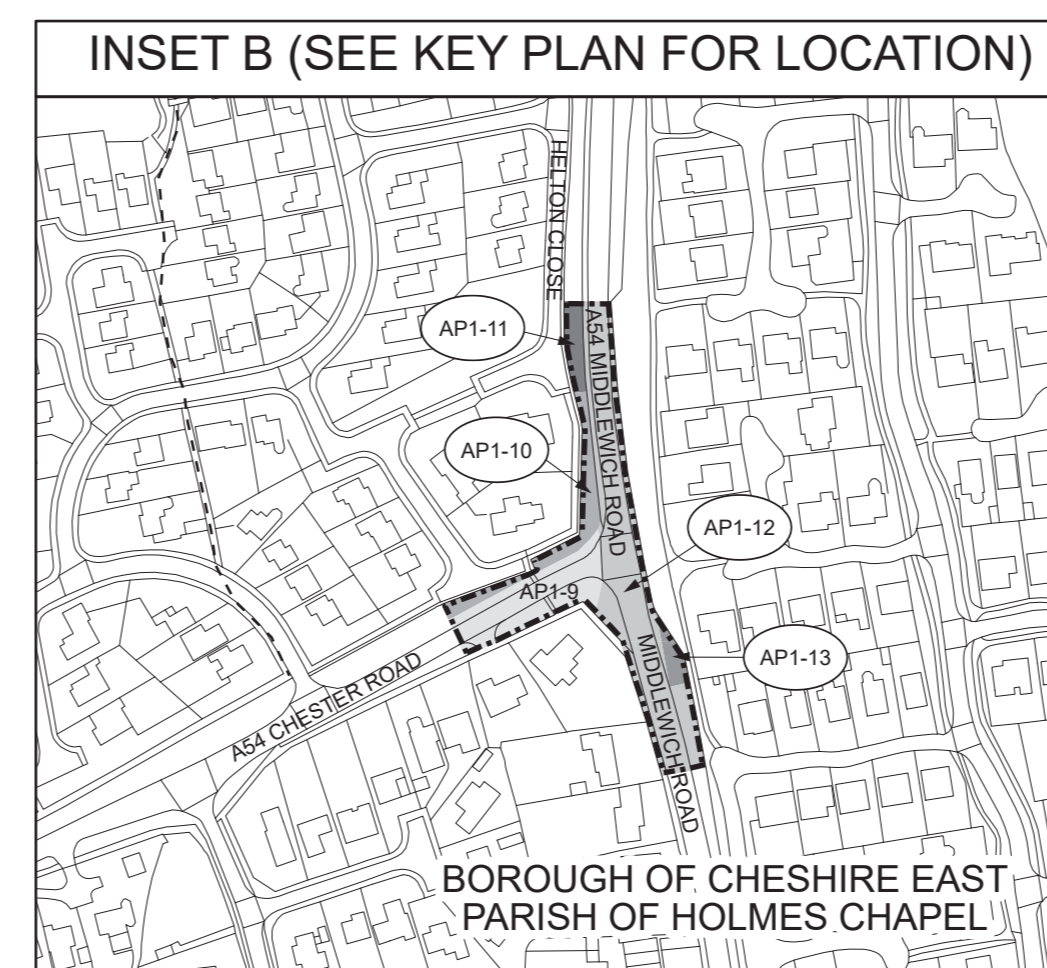 INSET B (SEE KEY PLAN FOR LOCATION)
HELTON CLOSE
AP1-11
A54 MIDDLEWICH ROAD
AP1-10
AP1-12
AP1-9
AP1-13
MIDDLEWICH ROAD
A54 CHESTER ROAD
BOROUGH OF CHESHIRE EAST
PARISH OF HOLMES CHAPEL